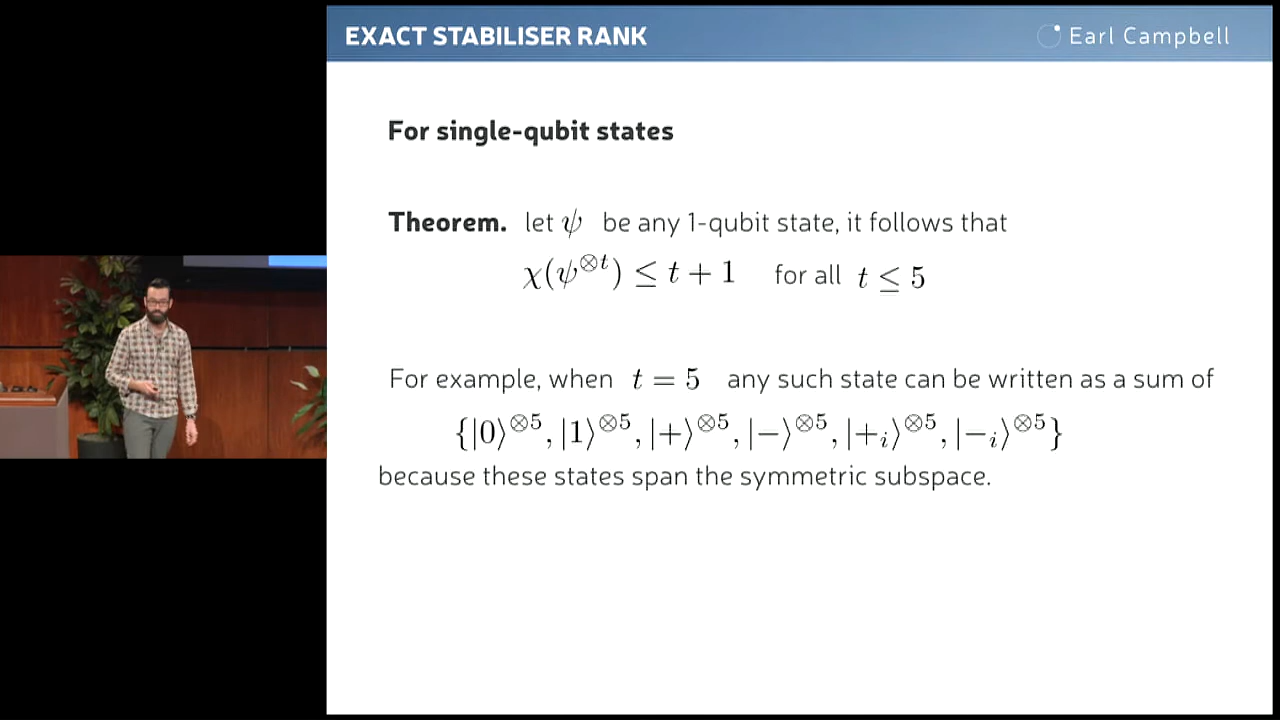 EXACT STABILISER RANK
Earl Campbell
For single-qubit states
Theorem. let ψ be any 1-qubit state, it follows that
χ(ψ^{⊗t}) ≤ t + 1 for all t ≤ 5
For example, when t = 5 any such state can be written as a sum of
{|0⟩^{⊗5}, |1⟩^{⊗5}, |+⟩^{⊗5}, |−⟩^{⊗5}, |+_i⟩^{⊗5}, |−_i⟩^{⊗5}}
because these states span the symmetric subspace.